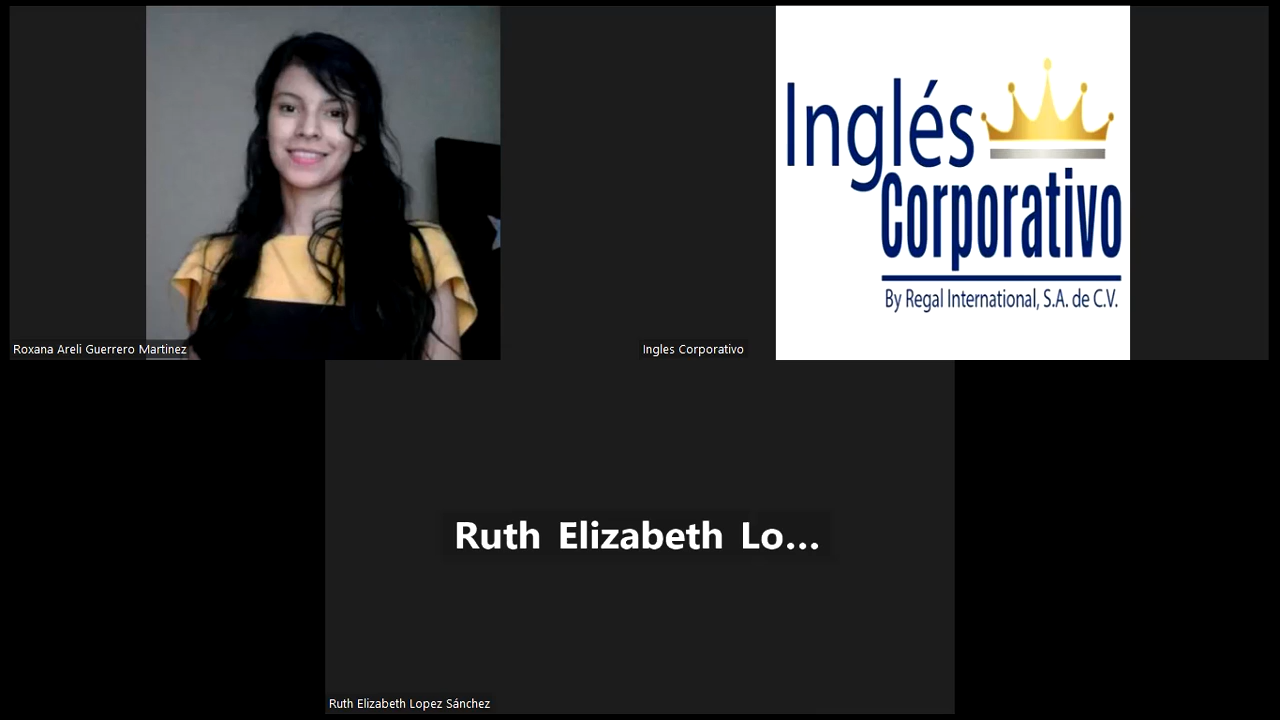 Inglés
Corporativo
By Regal International, S.A. de C.V.
Roxana Areli Guerrero Martinez
Ingles Corporativo
Ruth Elizabeth Lo...
Ruth Elizabeth Lopez Sánchez